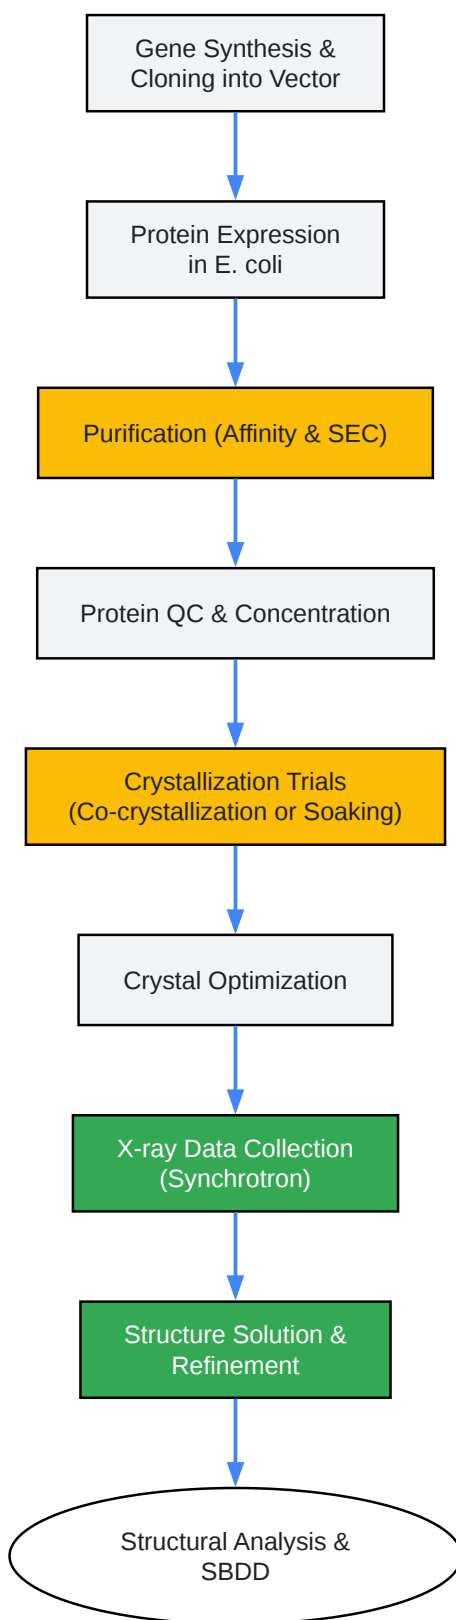 Gene Synthesis &
Cloning into Vector
Protein Expression
in E. coli
Purification (Affinity & SEC)
Protein QC & Concentration
Crystallization Trials
(Co-crystallization or Soaking)
Crystal Optimization
X-ray Data Collection
(Synchrotron)
Structure Solution &
Refinement
Structural Analysis &
SBDD